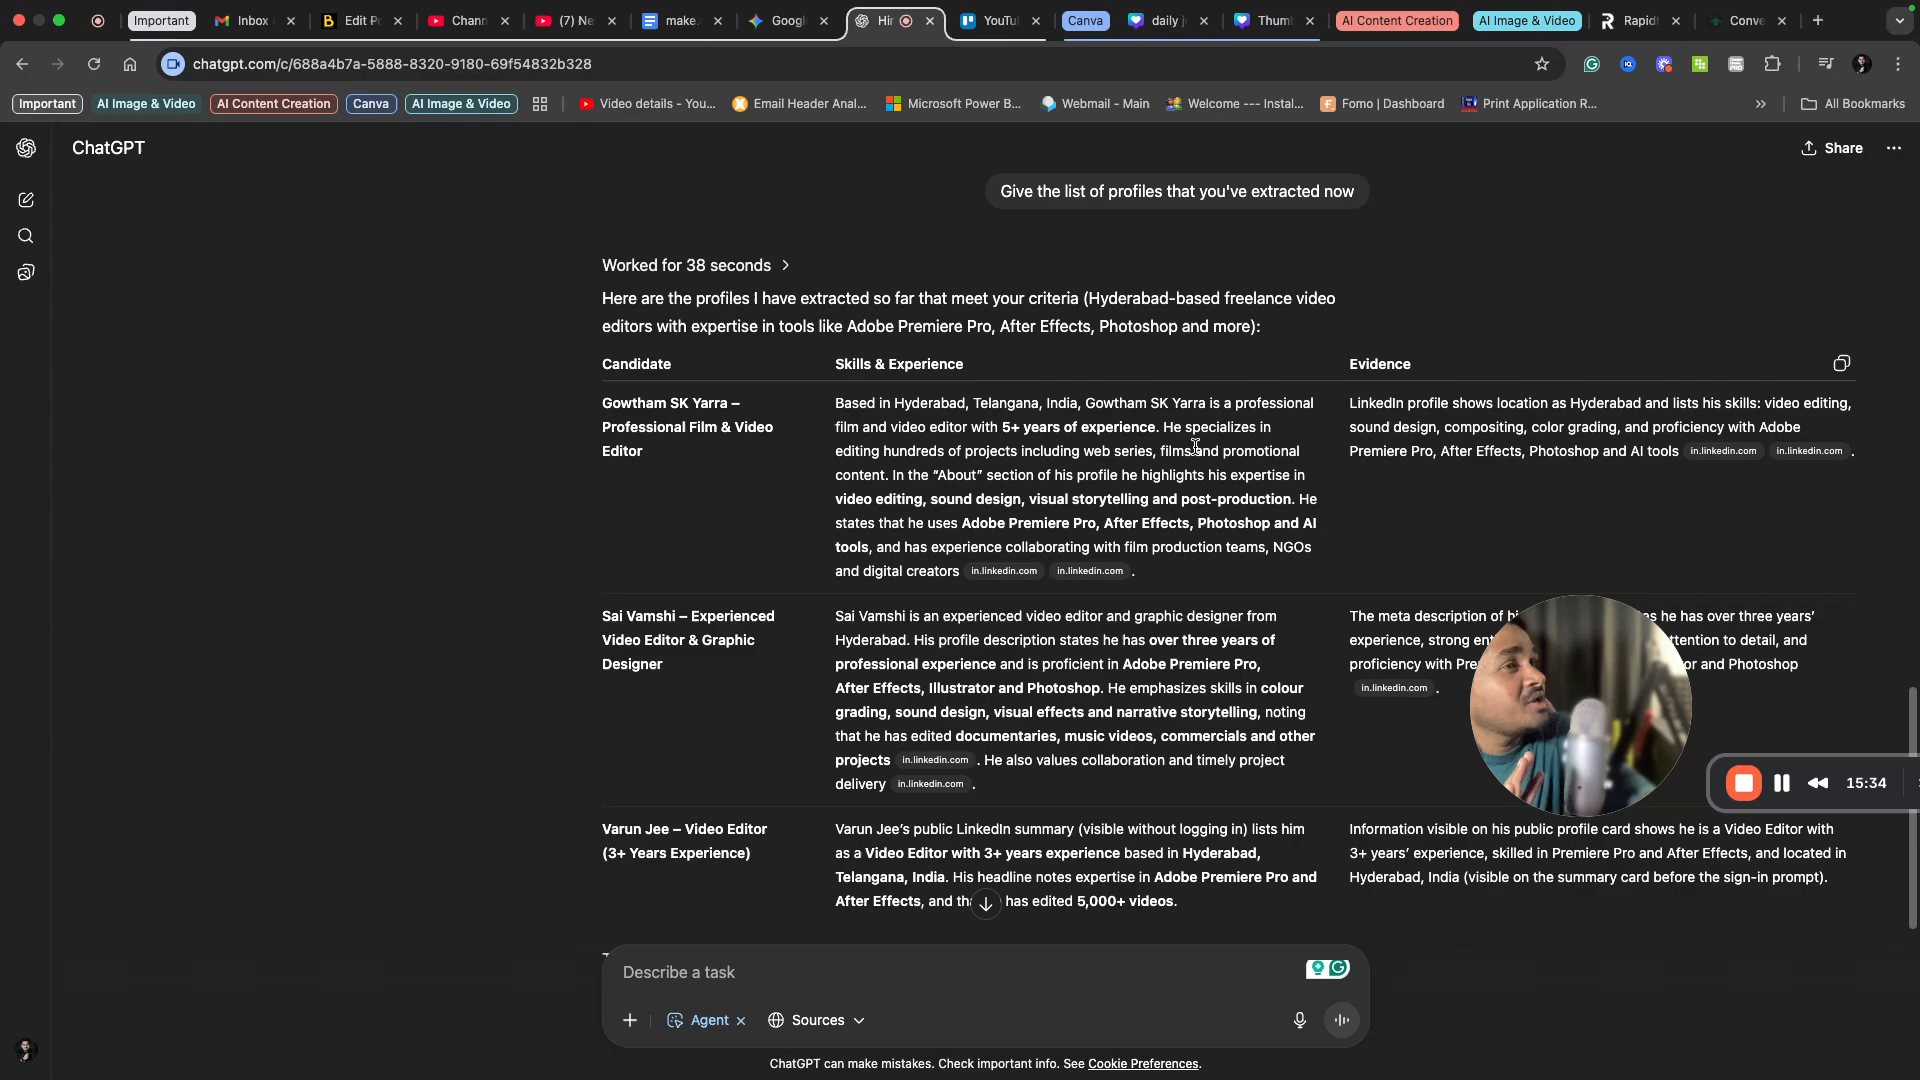 Important
Inbox
Edit P
Chann
(7) Ne
make.
Googl
Hir
YouTu
Canva
daily j
Thum
AI Content Creation
AI Image & Video
Rapid
Conve
chatgpt.com/c/688a4b7a-5888-8320-9180-69f54832b328
Important
AI Image & Video
AI Content Creation
Canva
AI Image & Video
Video details - You...
Email Header Anal...
Microsoft Power B...
Webmail - Main
Welcome --- Instal...
Fomo | Dashboard
Print Application R...
All Bookmarks
ChatGPT
Share
Give the list of profiles that you've extracted now
Worked for 38 seconds
Here are the profiles I have extracted so far that meet your criteria (Hyderabad-based freelance video
editors with expertise in tools like Adobe Premiere Pro, After Effects, Photoshop and more):
Candidate
Skills & Experience
Evidence
Gowtham SK Yarra –
Professional Film & Video
Editor
Based in Hyderabad, Telangana, India, Gowtham SK Yarra is a professional
film and video editor with 5+ years of experience. He specializes in
editing hundreds of projects including web series, films and promotional
content. In the "About" section of his profile he highlights his expertise in
video editing, sound design, visual storytelling and post-production. He
states that he uses Adobe Premiere Pro, After Effects, Photoshop and AI
tools, and has experience collaborating with film production teams, NGOs
and digital creators in.linkedin.com in.linkedin.com .
LinkedIn profile shows location as Hyderabad and lists his skills: video editing,
sound design, compositing, color grading, and proficiency with Adobe
Premiere Pro, After Effects, Photoshop and AI tools in.linkedin.com in.linkedin.com .
Sai Vamshi – Experienced
Video Editor & Graphic
Designer
Sai Vamshi is an experienced video editor and graphic designer from
Hyderabad. His profile description states he has over three years of
professional experience and is proficient in Adobe Premiere Pro,
After Effects, Illustrator and Photoshop. He emphasizes skills in colour
grading, sound design, visual effects and narrative storytelling, noting
that he has edited documentaries, music videos, commercials and other
projects in.linkedin.com . He also values collaboration and timely project
delivery in.linkedin.com .
The meta description of he has over three years'
experience, strong attention to detail, and
proficiency with and Photoshop
in.linkedin.com .
Varun Jee – Video Editor
(3+ Years Experience)
Varun Jee's public LinkedIn summary (visible without logging in) lists him
as a Video Editor with 3+ years experience based in Hyderabad,
Telangana, India. His headline notes expertise in Adobe Premiere Pro and
After Effects, and has edited 5,000+ videos.
Information visible on his public profile card shows he is a Video Editor with
3+ years' experience, skilled in Premiere Pro and After Effects, and located in
Hyderabad, India (visible on the summary card before the sign-in prompt).
15:34
Describe a task
Agent
Sources
ChatGPT can make mistakes. Check important info. See Cookie Preferences.